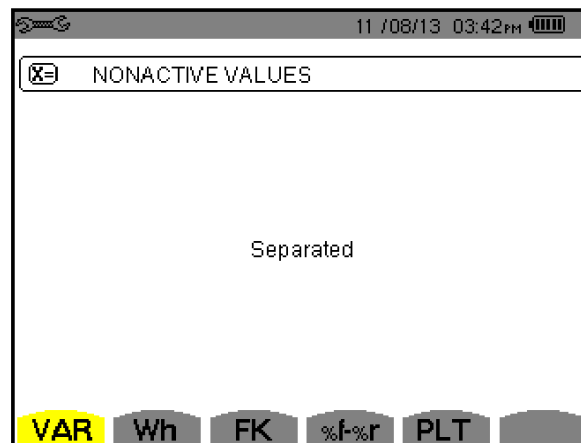 11 /08/13 03:42PM
X= NONACTIVE VALUES
Separated
VAR Wh FK %f-%r PLT